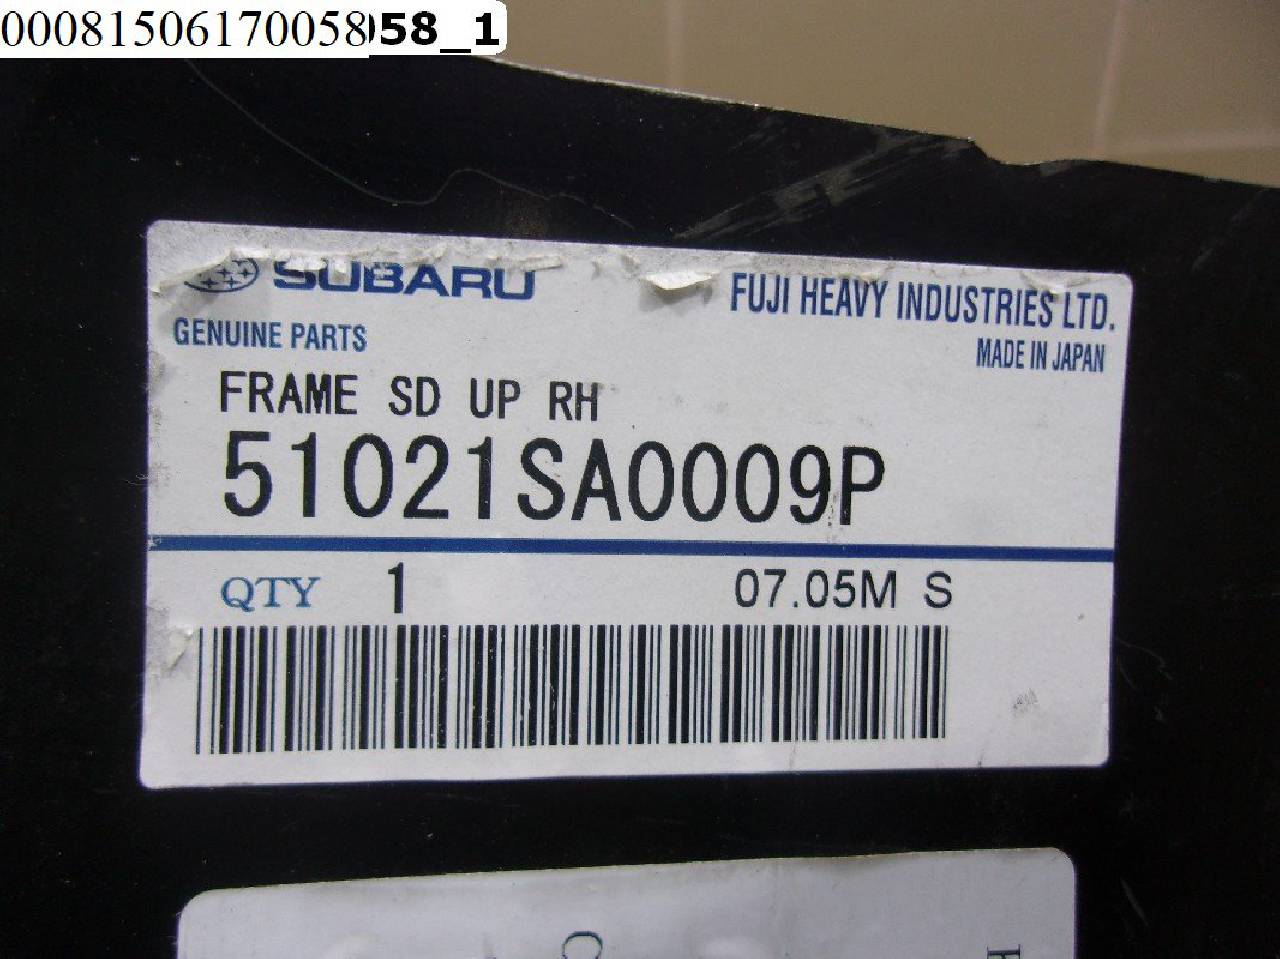 00081506170058
58_1
SUBARU
FUJI HEAVY INDUSTRIES LTD.
GENUINE PARTS
MADE IN JAPAN
FRAME SD UP RH
51021SA0009P
QTY 1 07.05M S